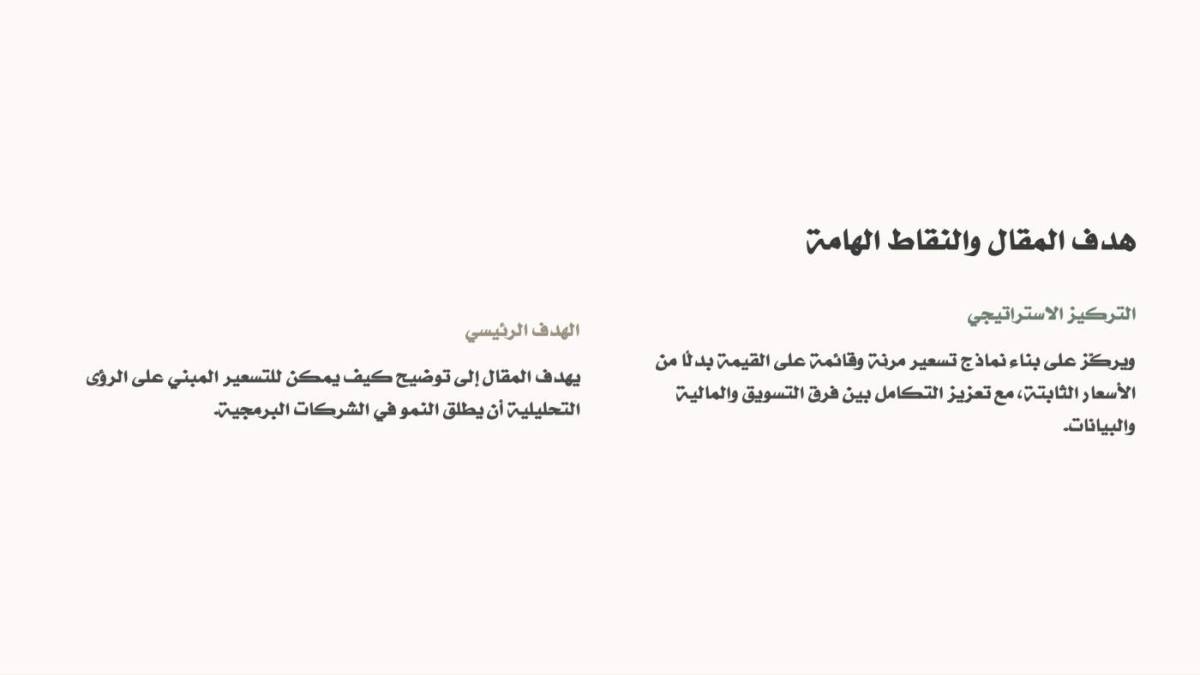 هدف المقال والنقاط الهامة
التركيز الاستراتيجي
ويركّز على بناء نماذج تسعير مرنة وقائمة على القيمة بدلًا من
الأسعار الثابتة، مع تعزيز التكامل بين فرق التسويق والمالية
والبيانات.
الهدف الرئيسي
يهدف المقال إلى توضيح كيف يمكن للتسعير المبني على الرؤى
التحليلية أن يطلق النمو في الشركات البرمجية.